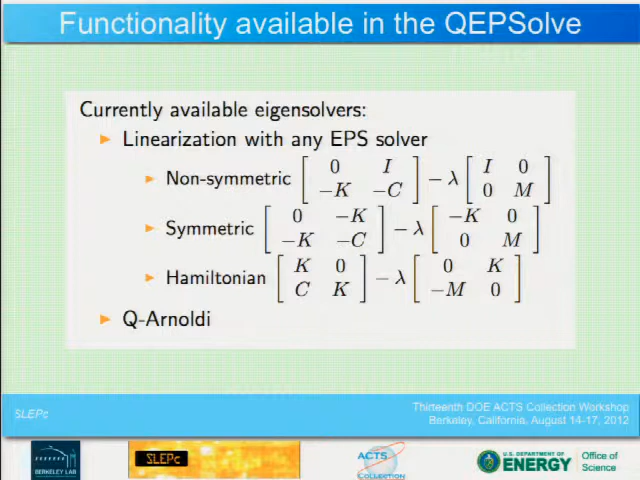 Functionality available in the QEPSolve
Currently available eigensolvers:
Linearization with any EPS solver
Non-symmetric [ 0 I ; −K −C ] − λ [ I 0 ; 0 M ]
Symmetric [ 0 −K ; −K −C ] − λ [ −K 0 ; 0 M ]
Hamiltonian [ K 0 ; C K ] − λ [ 0 K ; −M 0 ]
Q-Arnoldi
SLEPc
Thirteenth DOE ACTS Collection Workshop
Berkeley, California, August 14-17, 2012
BERKELEY LAB
SLEPc
ACTS
COLLECTION
U.S. DEPARTMENT OF
ENERGY
Office of
Science